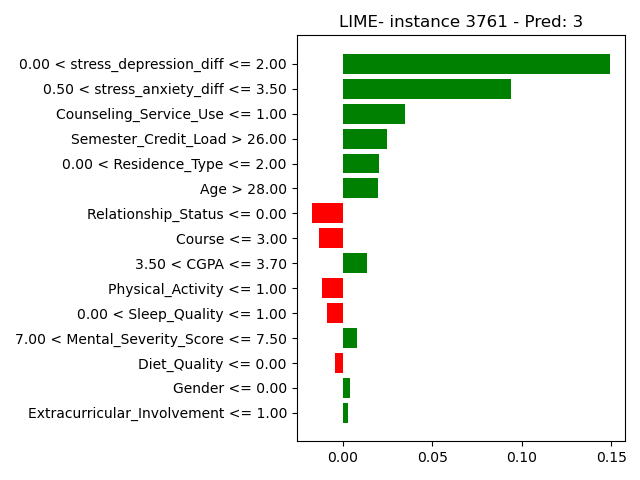 LIME- instance 3761 - Pred: 3
0.00 < stress_depression_diff <= 2.00
0.50 < stress_anxiety_diff <= 3.50
Counseling_Service_Use <= 1.00
Semester_Credit_Load > 26.00
0.00 < Residence_Type <= 2.00
Age > 28.00
Relationship_Status <= 0.00
Course <= 3.00
3.50 < CGPA <= 3.70
Physical_Activity <= 1.00
0.00 < Sleep_Quality <= 1.00
7.00 < Mental_Severity_Score <= 7.50
Diet_Quality <= 0.00
Gender <= 0.00
Extracurricular_Involvement <= 1.00
0.00 0.05 0.10 0.15